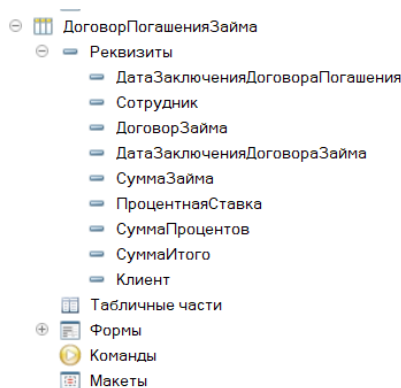 ДоговорПогашенияЗайма
Реквизиты
ДатаЗаключенияДоговораПогашения
Сотрудник
ДоговорЗайма
ДатаЗаключенияДоговораЗайма
СуммаЗайма
ПроцентнаяСтавка
СуммаПроцентов
СуммаИтого
Клиент
Табличные части
Формы
Команды
Макеты